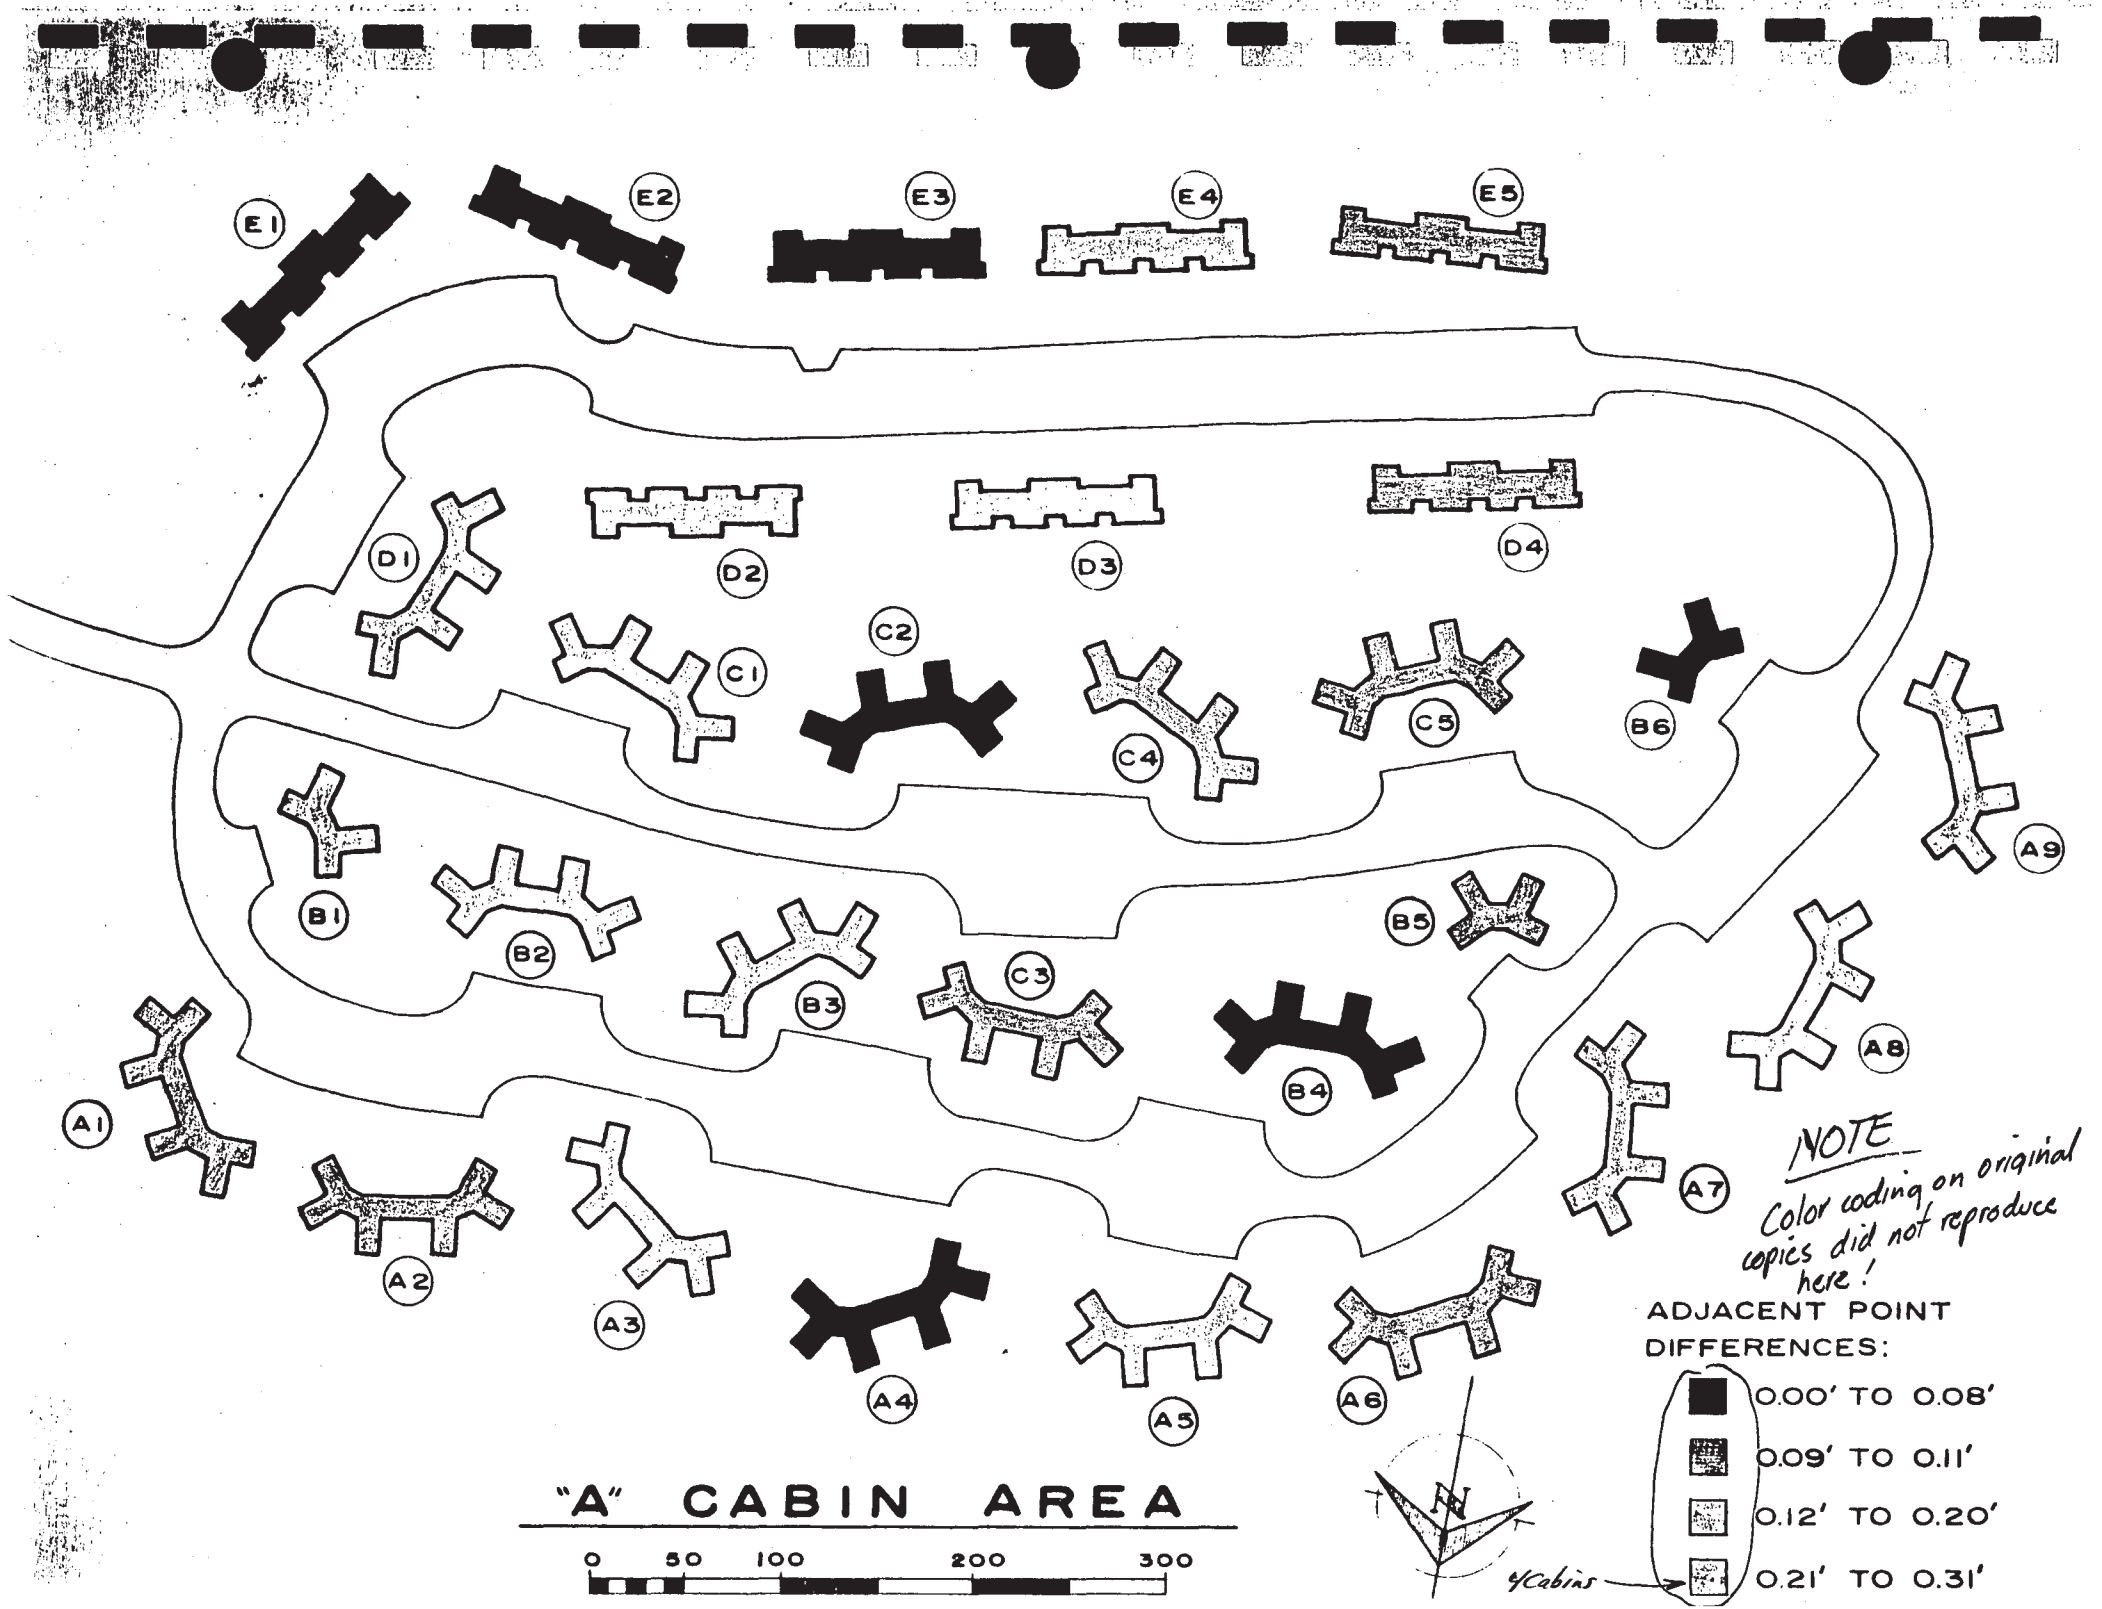 E1
E2
E3
E4
E5
D1
D2
D3
D4
C1
C2
C4
C5
B6
A9
B1
B2
B3
C3
B5
B4
A8
A1
A2
A3
A4
A5
A6
A7
NOTE
Color coding on original
copies did not reproduce
here!
ADJACENT POINT
DIFFERENCES:
0.00' TO 0.08'
0.09' TO 0.11'
0.12' TO 0.20'
0.21' TO 0.31'
Cabins
N
"A" CABIN AREA
0 50 100 200 300